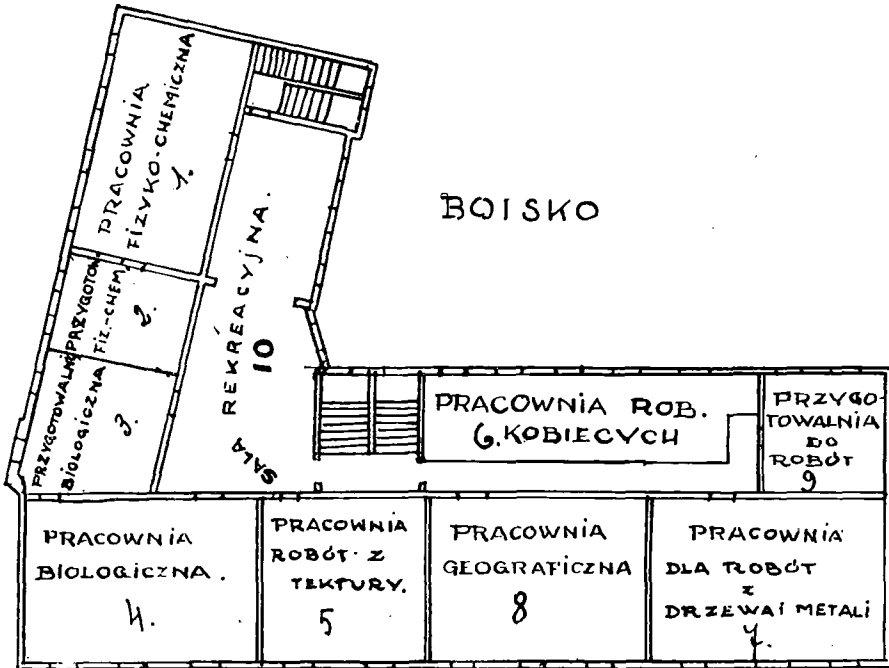 PRACOWNIA
FIZYKO-CHEMICZNA
1.
PRZYGOTOW.
FIZ.-CHEM.
2.
PRZYGOTOWALNIA
BIOLOGICZNA
3.
SALA REKREACYJNA.
10
BOISKO
PRACOWNIA ROB.
6. KOBIECYCH
PRZYGO-
TOWALNIA
DO
ROBÓT
9
PRACOWNIA
BIOLOGICZNA.
4.
PRACOWNIA
ROBÓT Z
TEKTURY.
5
PRACOWNIA
GEOGRAFICZNA
8
PRACOWNIA
DLA ROBÓT
Z
DRZEWA I METALI
7.